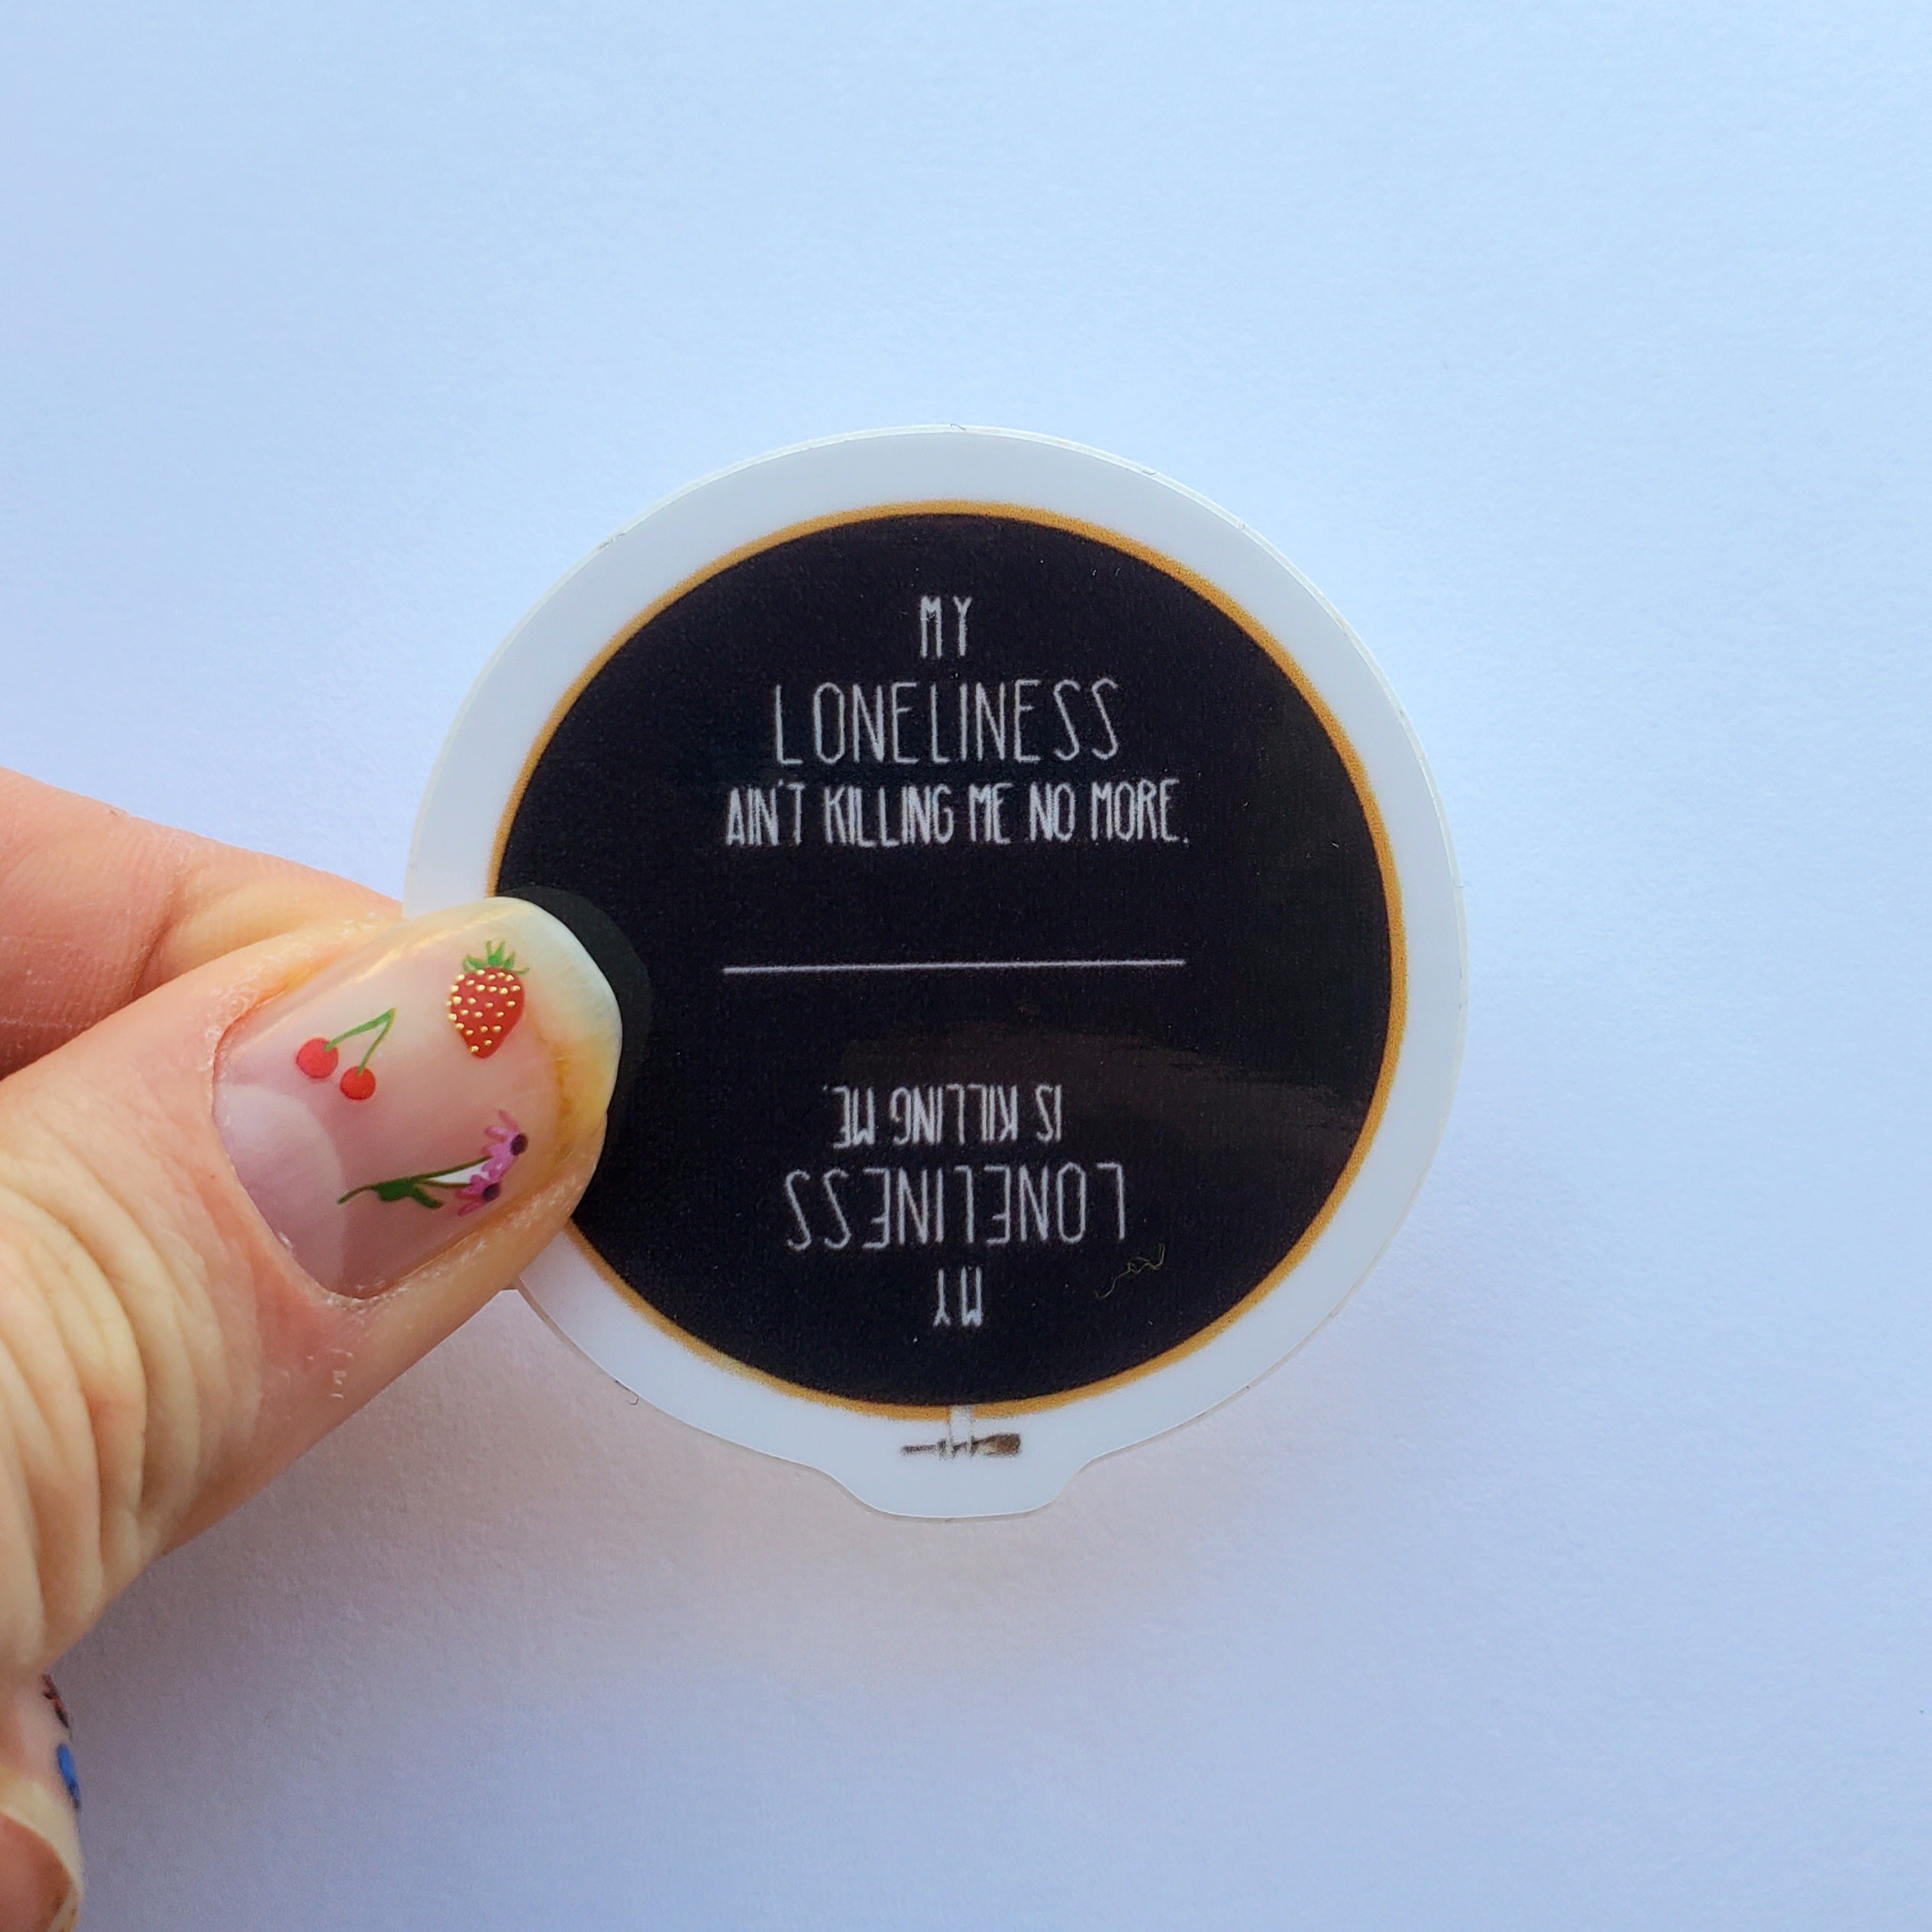 MY
LONELINESS
AIN'T KILLING ME NO MORE.
MY
LONELINESS
IS KILLING ME.